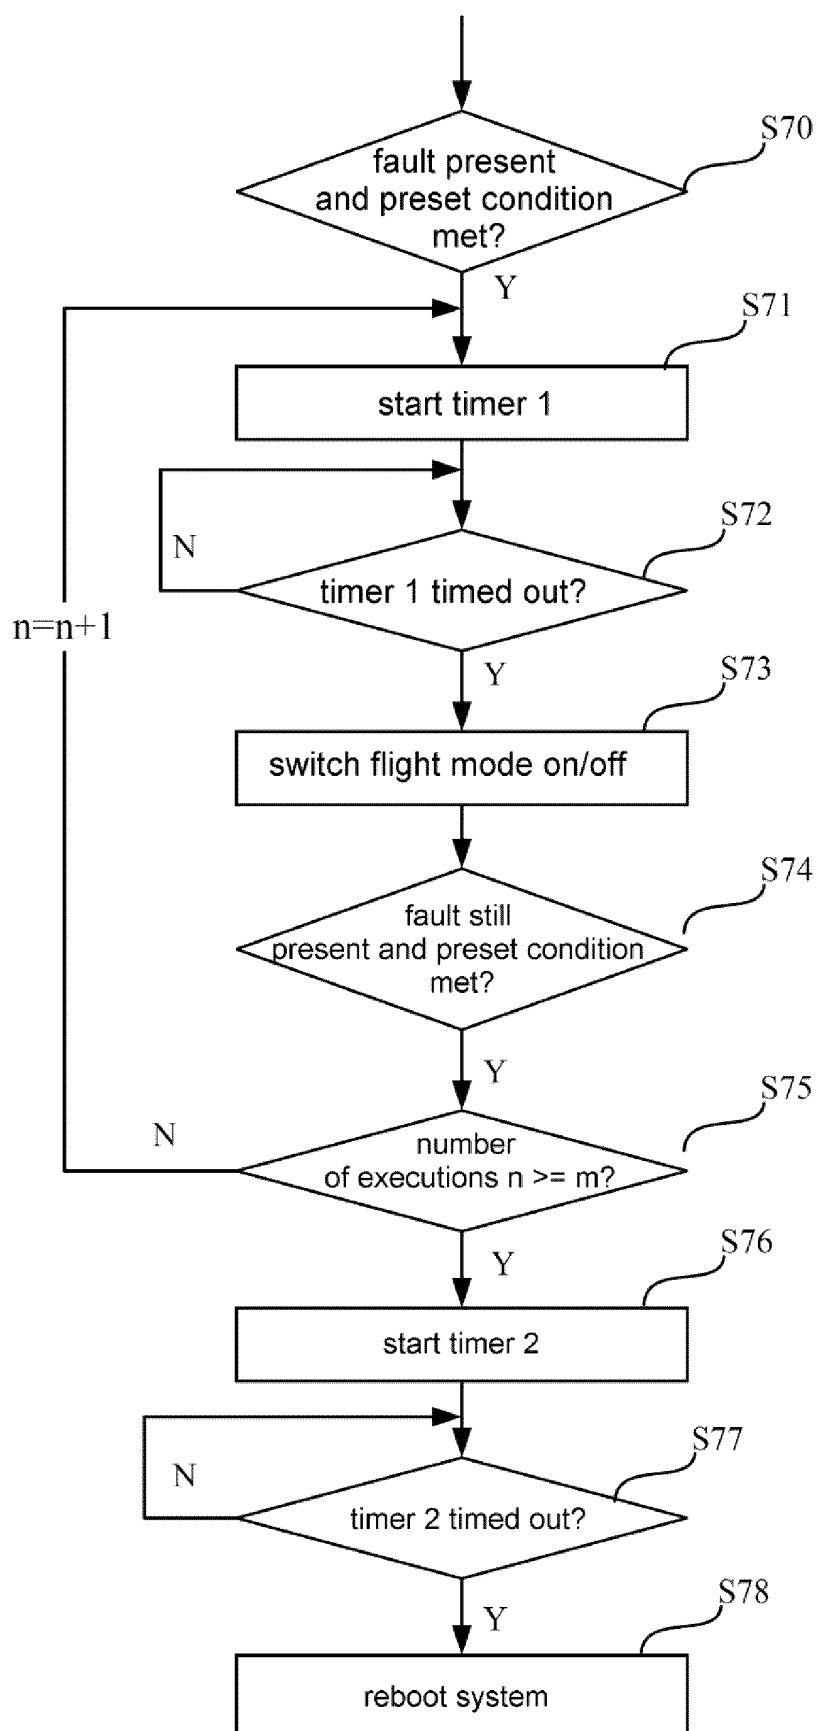 S70
fault present
and preset condition
met?
Y
S71
start timer 1
S72
N
timer 1 timed out?
n=n+1
Y
S73
switch flight mode on/off
S74
fault still
present and preset condition
met?
Y
S75
N
number
of executions n >= m?
Y
S76
start timer 2
S77
N
timer 2 timed out?
Y
S78
reboot system